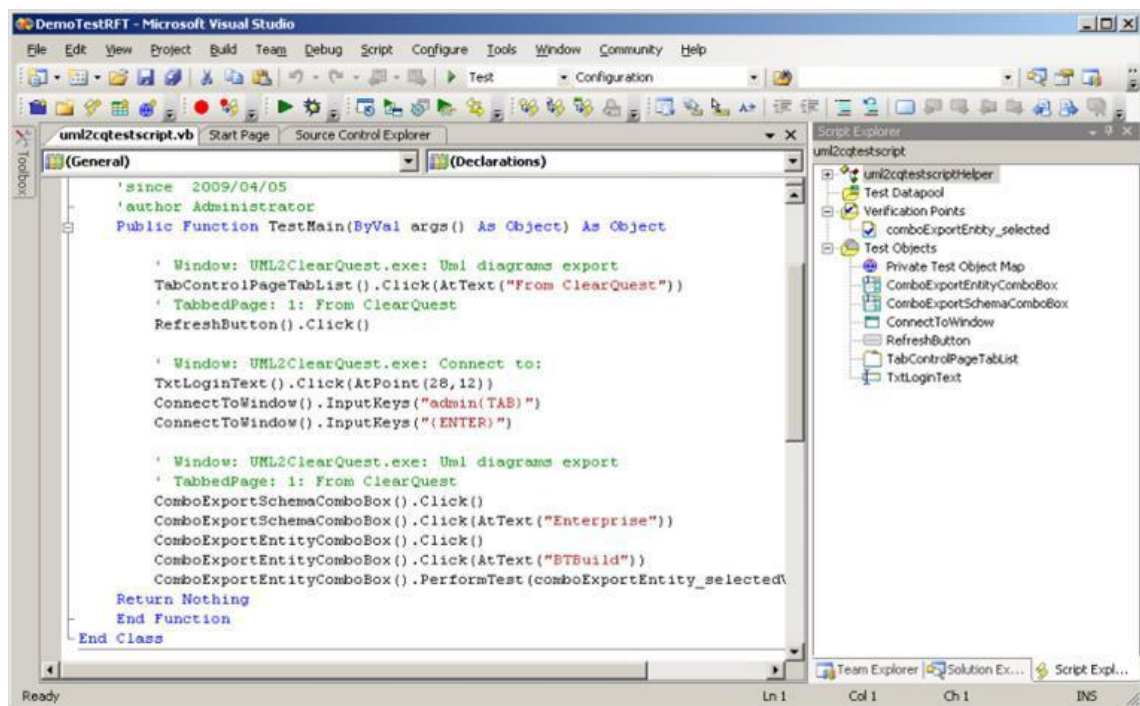 DemoTestRFT - Microsoft Visual Studio
File Edit View Project Build Team Debug Script Configure Tools Window Community Help
Test Configuration
uml2cqtestscript.vb Start Page Source Control Explorer
Toolbox
(General) (Declarations)
'since 2009/04/05
'author Administrator
Public Function TestMain(ByVal args() As Object) As Object
' Window: UML2ClearQuest.exe: Uml diagrams export
TabControlPageTabList().Click(AtText("From ClearQuest"))
' TabbedPage: 1: From ClearQuest
RefreshButton().Click()
' Window: UML2ClearQuest.exe: Connect to:
TxtLoginText().Click(AtPoint(28,12))
ConnectToWindow().InputKeys("admin{TAB}")
ConnectToWindow().InputKeys("{ENTER}")
' Window: UML2ClearQuest.exe: Uml diagrams export
' TabbedPage: 1: From ClearQuest
ComboExportSchemaComboBox().Click()
ComboExportSchemaComboBox().Click(AtText("Enterprise"))
ComboExportEntityComboBox().Click()
ComboExportEntityComboBox().Click(AtText("BTBuild"))
ComboExportEntityComboBox().PerformTest(comboExportEntity_selected
Return Nothing
End Function
End Class
Script Explorer
uml2cqtestscript
uml2cqtestscriptHelper
Test Datapool
Verification Points
comboExportEntity_selected
Test Objects
Private Test Object Map
ComboExportEntityComboBox
ComboExportSchemaComboBox
ConnectToWindow
RefreshButton
TabControlPageTabList
TxtLoginText
Team Explorer Solution Ex... Script Expl...
Ready Ln 1 Col 1 Ch 1 INS